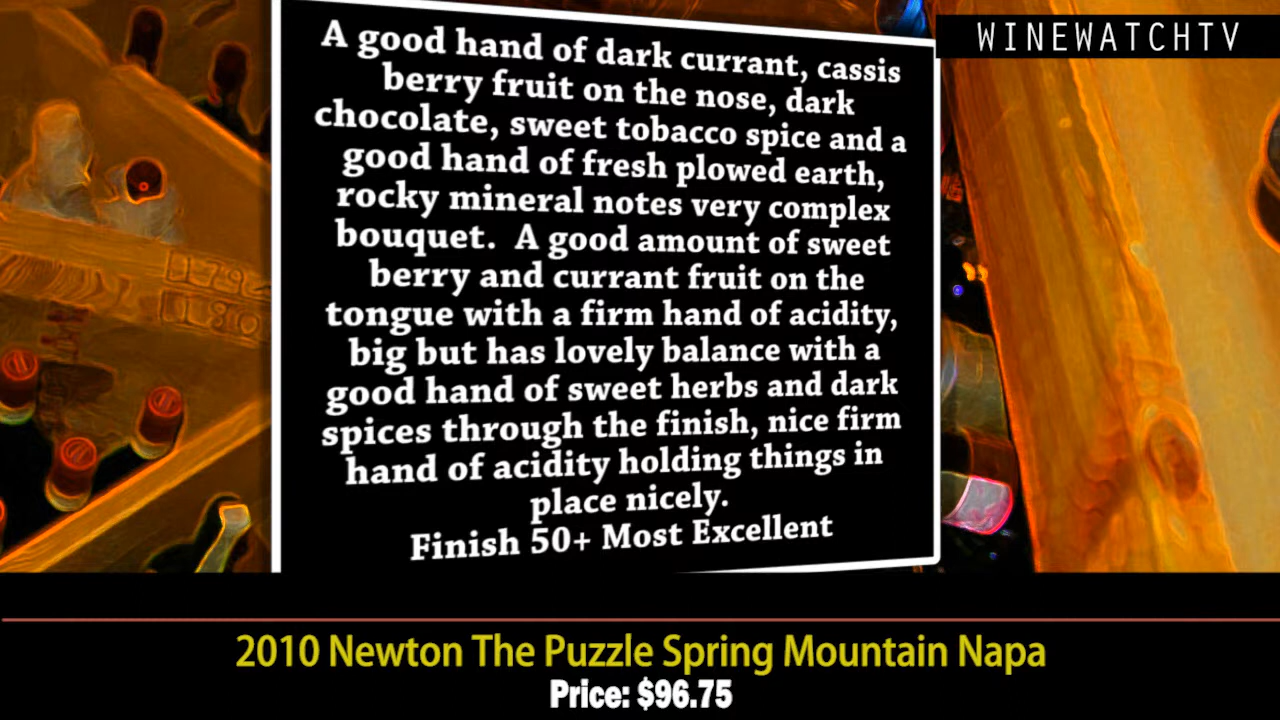 WINEWATCHTV
A good hand of dark currant, cassis
berry fruit on the nose, dark
chocolate, sweet tobacco spice and a
good hand of fresh plowed earth,
rocky mineral notes very complex
bouquet.  A good amount of sweet
berry and currant fruit on the
tongue with a firm hand of acidity,
big but has lovely balance with a
good hand of sweet herbs and dark
spices through the finish, nice firm
hand of acidity holding things in
place nicely.
Finish 50+ Most Excellent
2010 Newton The Puzzle Spring Mountain Napa
Price: $96.75